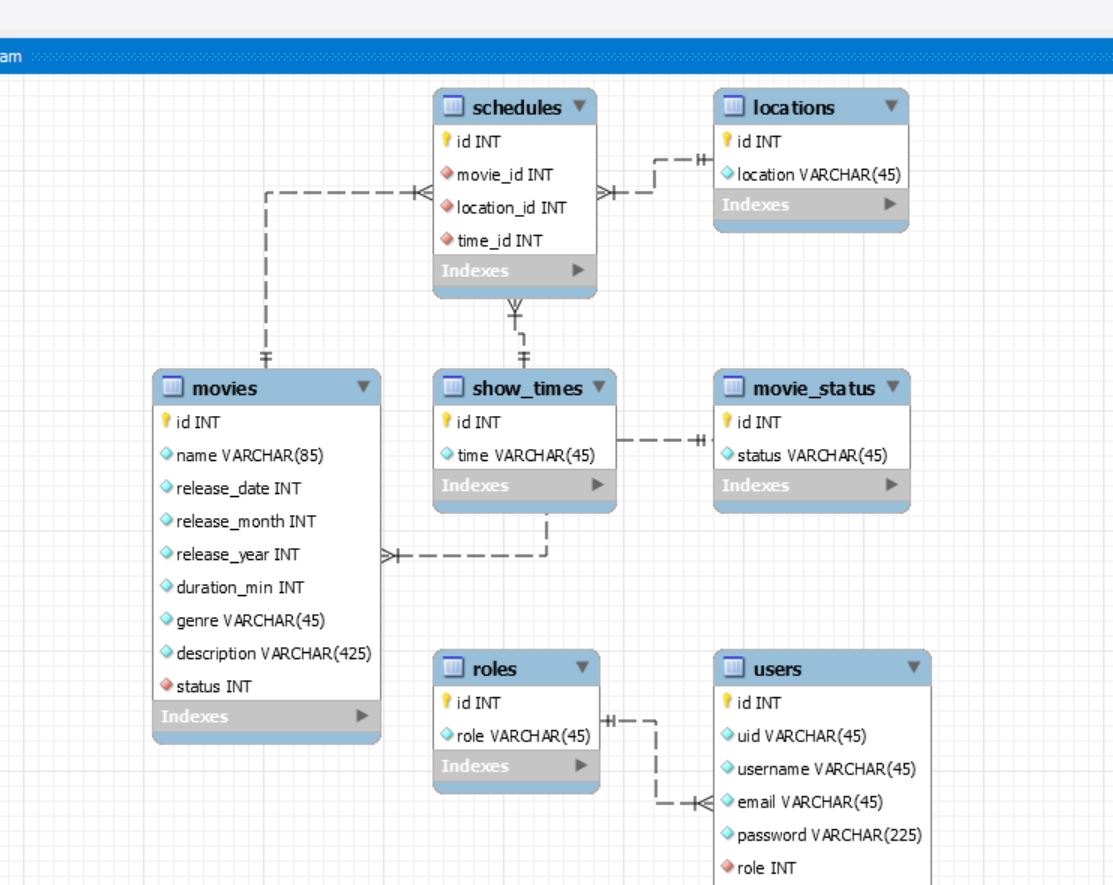 am
schedules
id INT
movie_id INT
location_id INT
time_id INT
Indexes
locations
id INT
location VARCHAR(45)
Indexes
movies
id INT
name VARCHAR(85)
release_date INT
release_month INT
release_year INT
duration_min INT
genre VARCHAR(45)
description VARCHAR(425)
status INT
Indexes
show_times
id INT
time VARCHAR(45)
Indexes
movie_status
id INT
status VARCHAR(45)
Indexes
roles
id INT
role VARCHAR(45)
Indexes
users
id INT
uid VARCHAR(45)
username VARCHAR(45)
email VARCHAR(45)
password VARCHAR(225)
role INT